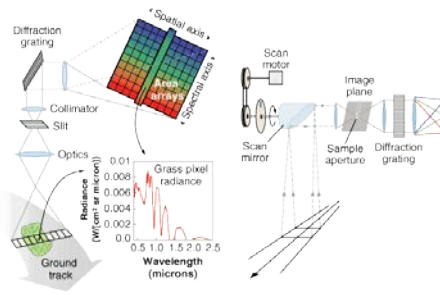 Diffraction
grating
Spatial axis
Spectral axis
Area
arrays
Collimator
Slit
Optics
Ground
track
Grass pixel
radiance
Radiance
[W/(cm² sr micron)]
0.01
0.008
0.006
0.004
0.002
0
0.5 1.0 1.5 2.0 2.5
Wavelength
(microns)
Scan
motor
Scan
mirror
Image
plane
Sample
aperture
Diffraction
grating